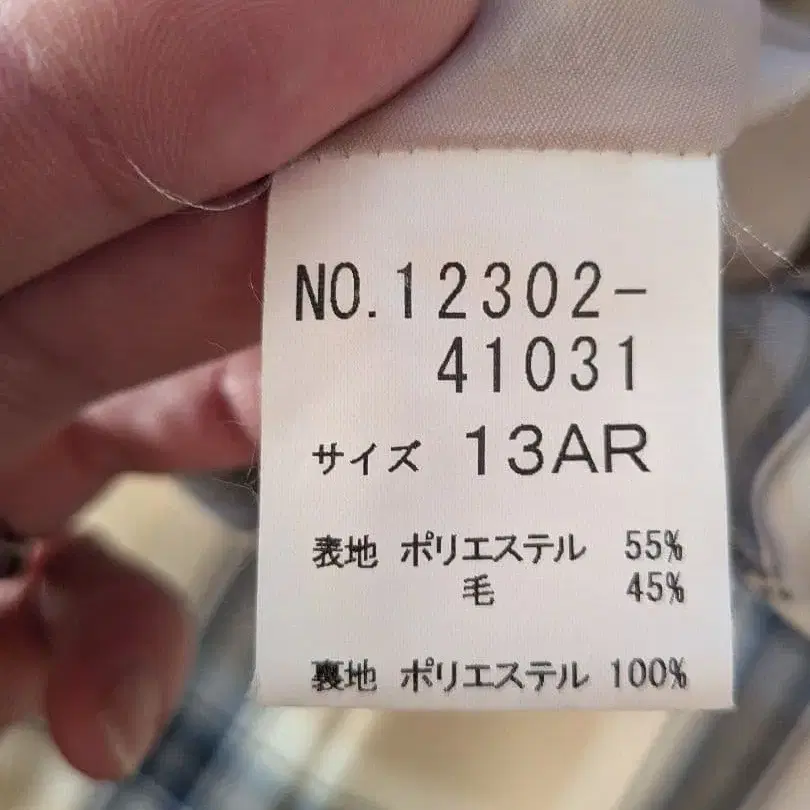 NO.12302-
41031
サイズ 13AR
表地 ポリエステル 55%
毛 45%
裏地 ポリエステル 100%